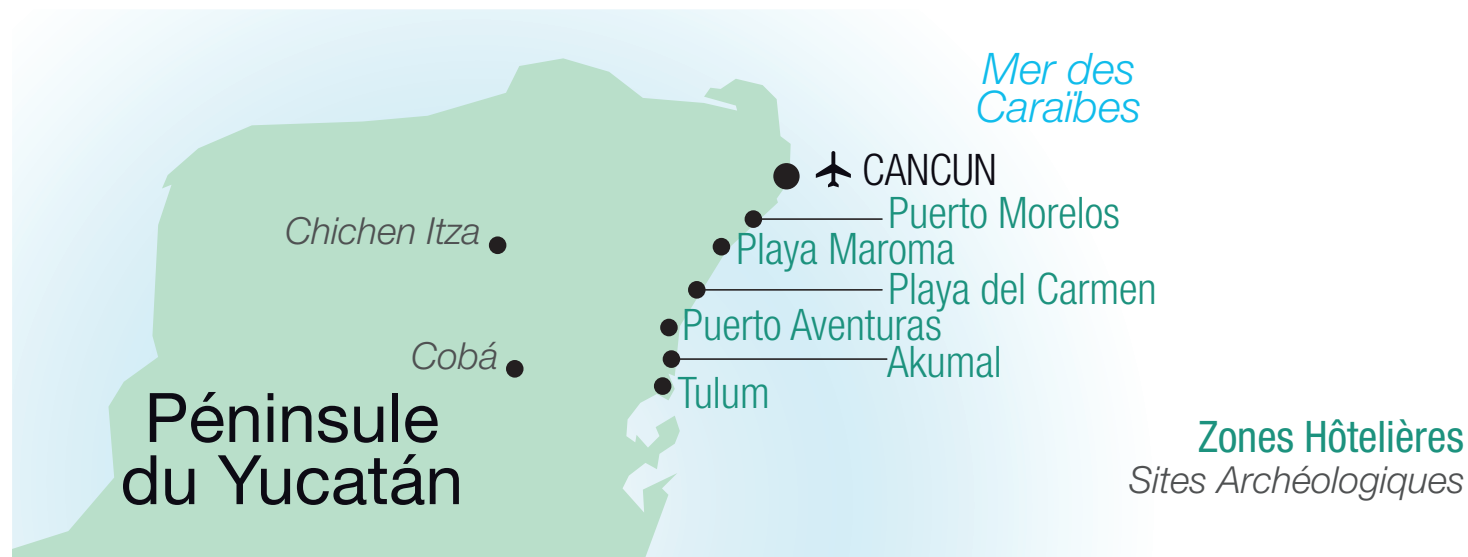 Mer des
Caraïbes
CANCUN
Puerto Morelos
Chichen Itza
Playa Maroma
Playa del Carmen
Puerto Aventuras
Cobá
Akumal
Tulum
Péninsule
du Yucatán
Zones Hôtelières
Sites Archéologiques